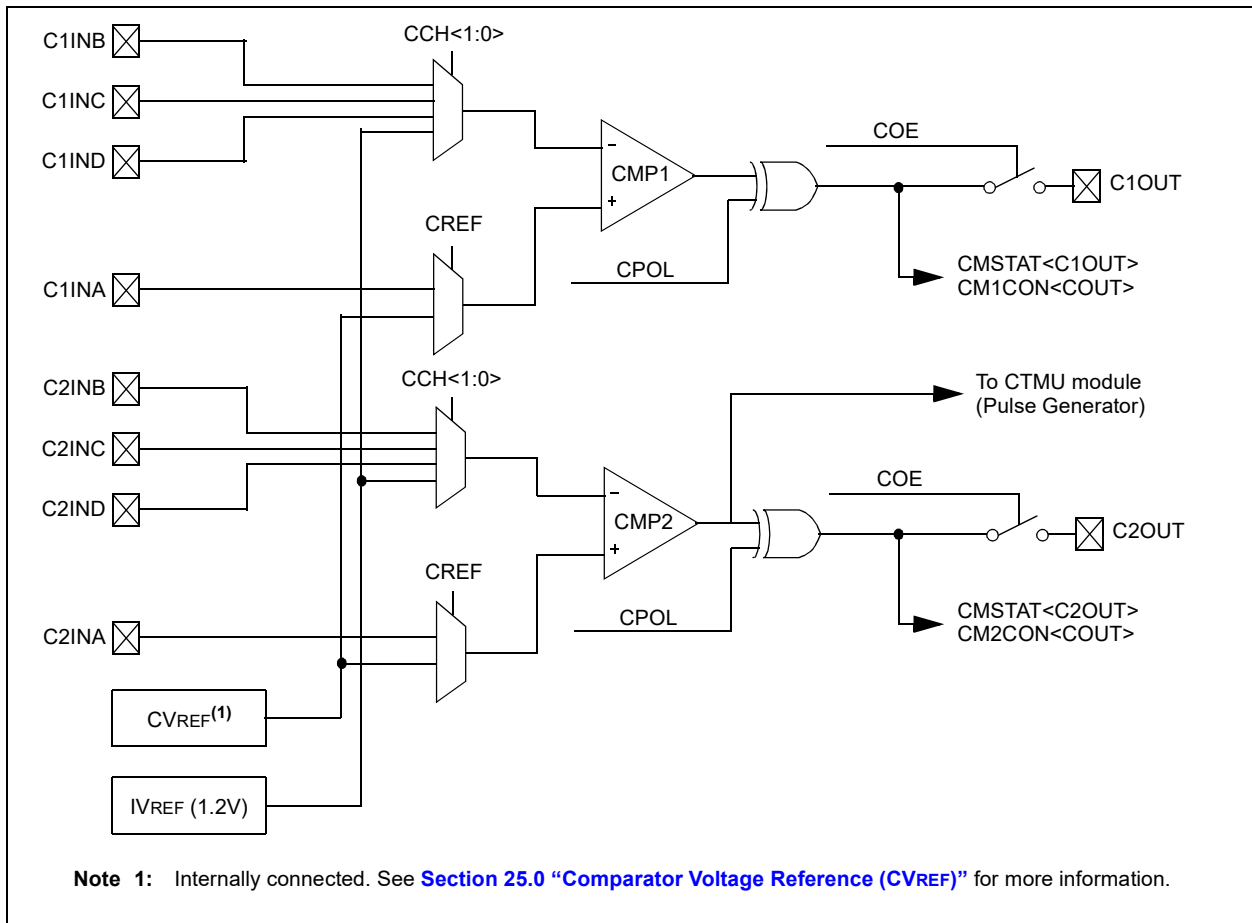 C1INB
CCH<1:0>
C1INC
C1IND
–
CMP1
+
COE
C1OUT
CREF
CPOL
CMSTAT<C1OUT>
CM1CON<COUT>
C1INA
C2INB
CCH<1:0>
To CTMU module
(Pulse Generator)
C2INC
C2IND
–
CMP2
+
COE
C2OUT
CREF
CPOL
CMSTAT<C2OUT>
CM2CON<COUT>
C2INA
CVREF(1)
IVREF (1.2V)
Note 1: Internally connected. See Section 25.0 “Comparator Voltage Reference (CVREF)” for more information.